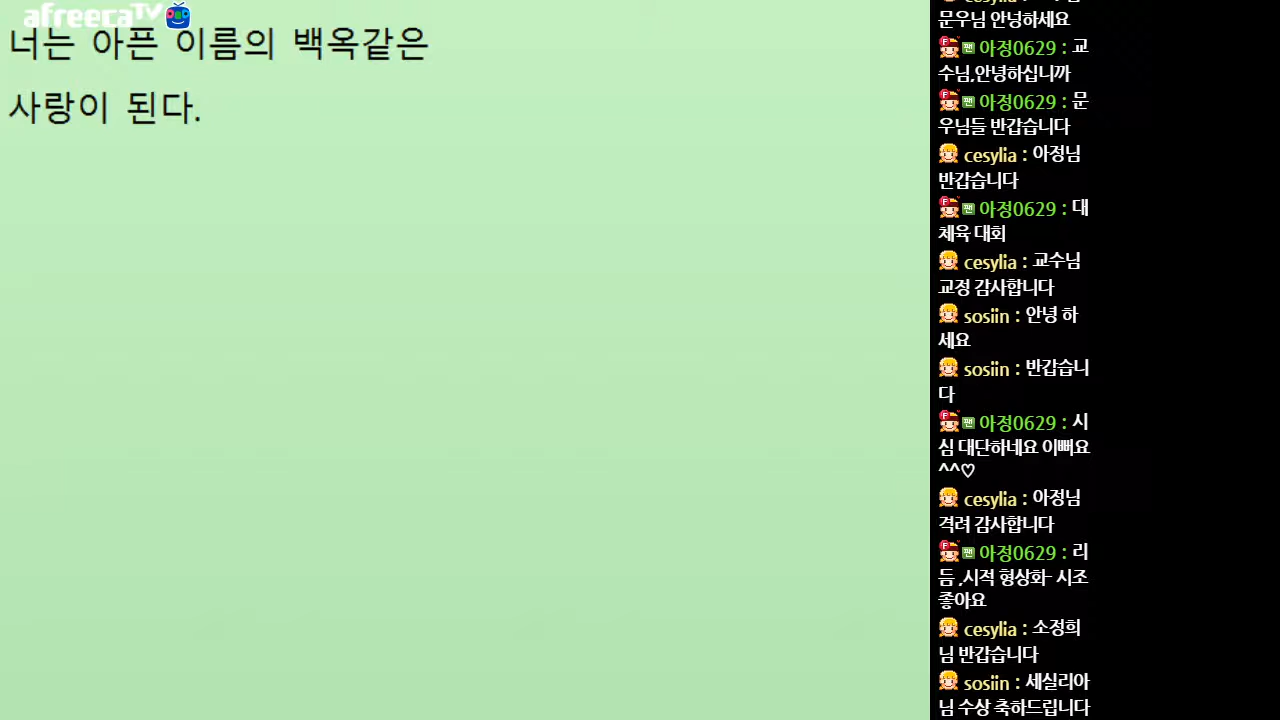 afreecaTV
너는 아픈 이름의 백옥같은
사랑이 된다.
문우님 안녕하세요
아정0629 : 교
수님,안녕하십니까
아정0629 : 문
우님들 반갑습니다
cesylia : 아정님
반갑습니다
아정0629 : 대
체육 대회
cesylia : 교수님
교정 감사합니다
sosiin : 안녕 하
세요
sosiin : 반갑습니
다
아정0629 : 시
심 대단하네요 이뻐요
^^♡
cesylia : 아정님
격려 감사합니다
아정0629 : 리
듬 ,시적 형상화- 시조
좋아요
cesylia : 소정희
님 반갑습니다
sosiin : 세실리아
님 수상 축하드립니다